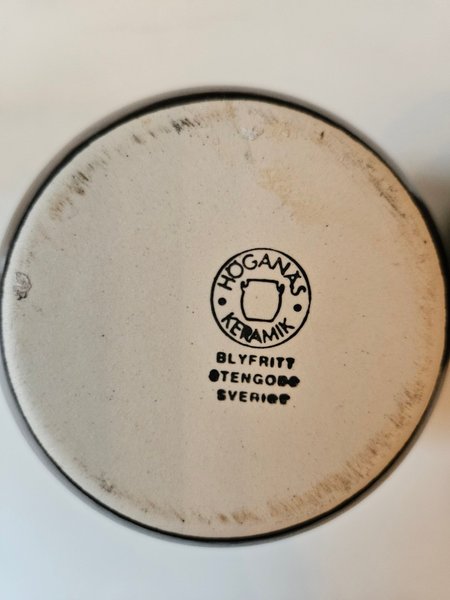 HÖGANÄS
KERAMIK
BLYFRITT
STENGODS
SVERIGE